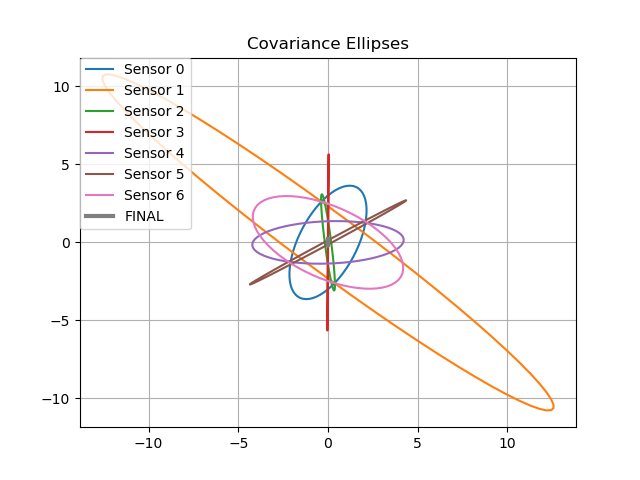 Covariance Ellipses
Sensor 0
Sensor 1
Sensor 2
Sensor 3
Sensor 4
Sensor 5
Sensor 6
FINAL
10
5
0
−5
−10
−10
−5
0
5
10